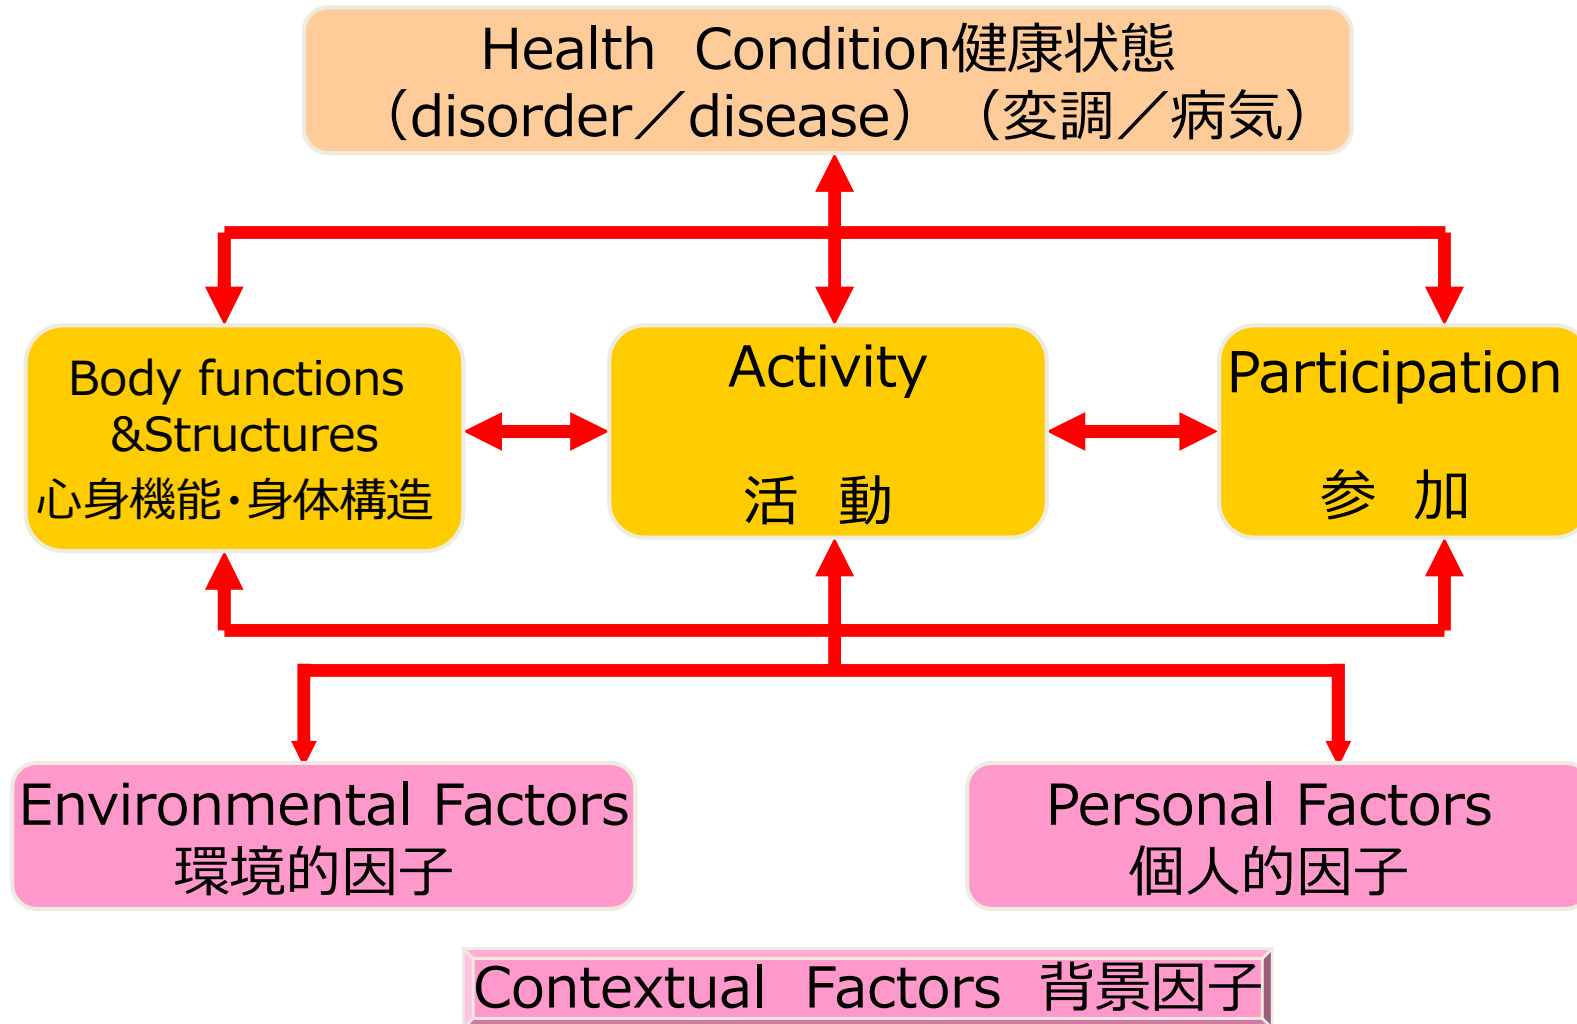 Health Condition健康状態
（disorder／disease）（変調／病気）
Body functions
&Structures
心身機能･身体構造
Activity
活 動
Participation
参 加
Environmental Factors
環境的因子
Personal Factors
個人的因子
Contextual Factors 背景因子